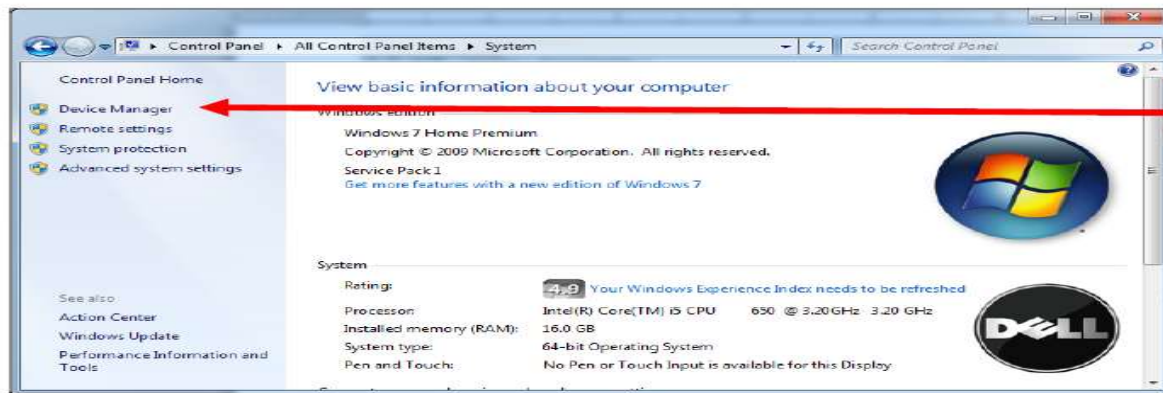 Control Panel ▸ All Control Panel Items ▸ System
Search Control Panel
Control Panel Home
Device Manager
Remote settings
System protection
Advanced system settings
See also
Action Center
Windows Update
Performance Information and
Tools
View basic information about your computer
Windows edition
Windows 7 Home Premium
Copyright © 2009 Microsoft Corporation. All rights reserved.
Service Pack 1
Get more features with a new edition of Windows 7
System
Rating:
4,9 Your Windows Experience Index needs to be refreshed
Processor:
Intel(R) Core(TM) i5 CPU 650 @ 3.20GHz 3.20 GHz
Installed memory (RAM):
16.0 GB
System type:
64-bit Operating System
Pen and Touch:
No Pen or Touch Input is available for this Display
DELL